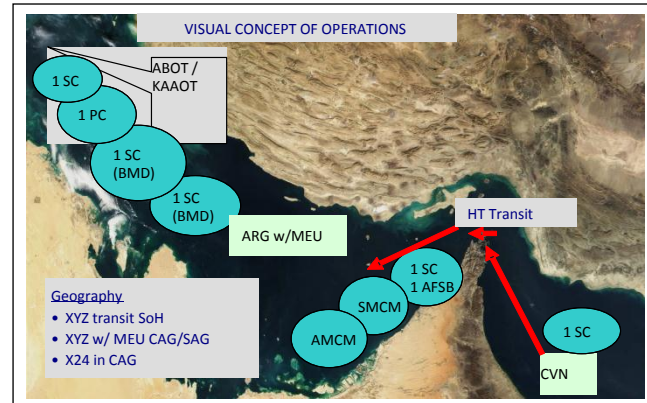 VISUAL CONCEPT OF OPERATIONS
ABOT /
KAAOT
1 SC
1 PC
1 SC
(BMD)
1 SC
(BMD)
ARG w/MEU
HT Transit
1 SC
1 AFSB
SMCM
AMCM
1 SC
CVN
Geography
• XYZ transit SoH
• XYZ w/ MEU CAG/SAG
• X24 in CAG